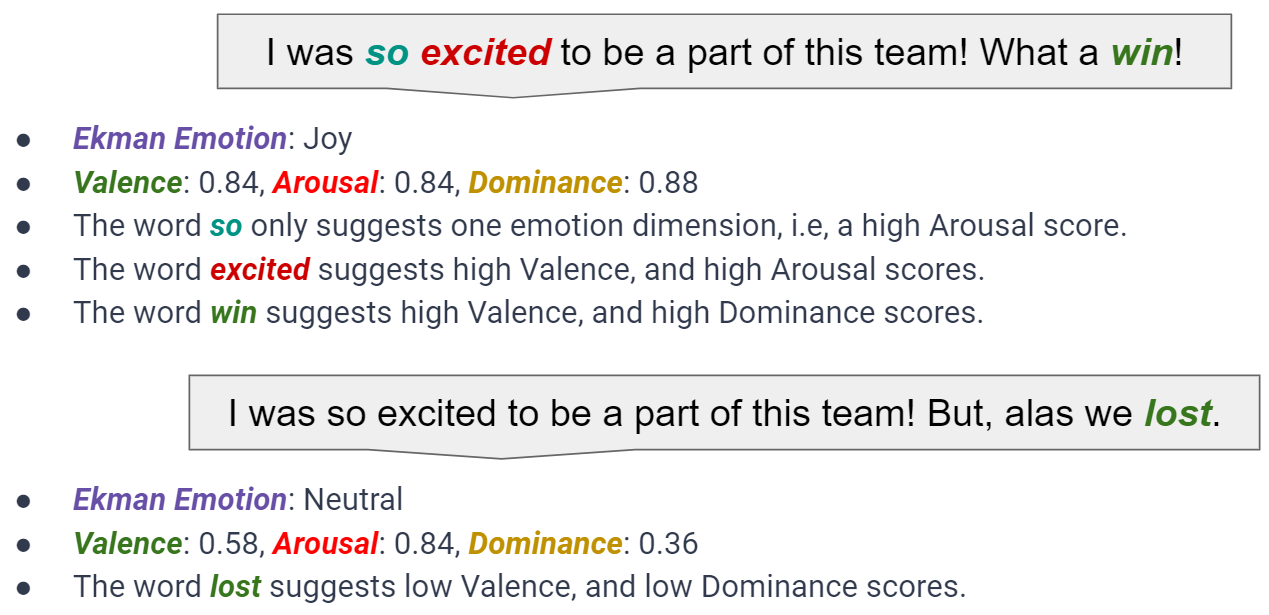 I was so excited to be a part of this team! What a win!
● Ekman Emotion: Joy
● Valence: 0.84, Arousal: 0.84, Dominance: 0.88
● The word so only suggests one emotion dimension, i.e, a high Arousal score.
● The word excited suggests high Valence, and high Arousal scores.
● The word win suggests high Valence, and high Dominance scores.
I was so excited to be a part of this team! But, alas we lost.
● Ekman Emotion: Neutral
● Valence: 0.58, Arousal: 0.84, Dominance: 0.36
● The word lost suggests low Valence, and low Dominance scores.